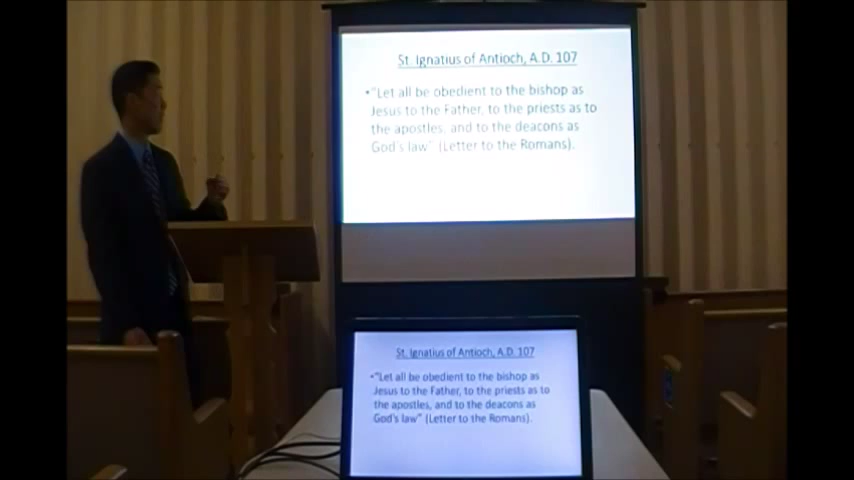 St. Ignatius of Antioch, A.D. 107
•"Let all be obedient to the bishop as
Jesus to the Father, to the priests as to
the apostles, and to the deacons as
God's law" (Letter to the Romans).
St. Ignatius of Antioch, A.D. 107
•"Let all be obedient to the bishop as
Jesus to the Father, to the priests as to
the apostles, and to the deacons as
God's law" (Letter to the Romans).